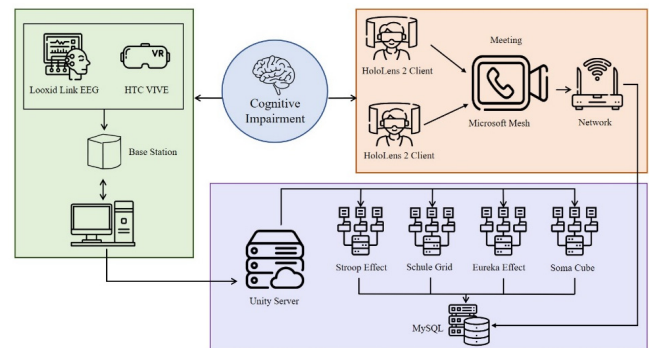 VR
Looxid Link EEG
HTC VIVE
Base Station
Cognitive
Impairment
HoloLens 2 Client
HoloLens 2 Client
Meeting
Microsoft Mesh
Network
Unity Server
Stroop Effect
Schule Grid
Eureka Effect
Soma Cube
MySQL